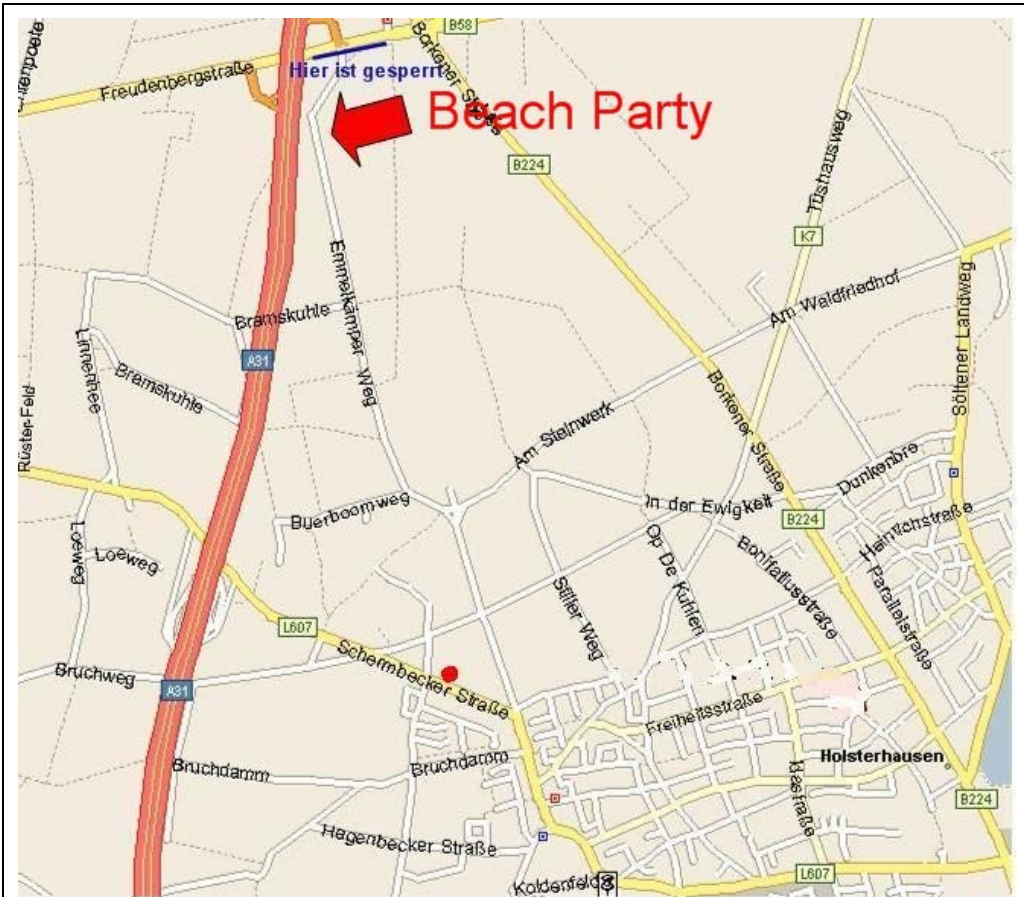 B58
Borkener Straße
Freudenbergstraße
Hier ist gesperrt
Beach Party
B224
Tüshausweg
K7
Emmelkämper Weg
Am Waldfriedhof
Söltener Landweg
Bramskuhle
A31
Linnenhee
Bramskuhle
Rüster Feld
Borkener Straße
Am Steinwerk
Dunkenbre
Buerboomweg
In der Ewigkeit
B224
Heinrichstraße
Loeweg
Loeweg
Op De Kuhlen
Bonifatiusstraße
Stiller Weg
Parallelstraße
L607
Schermbecker Straße
Bruchweg
A31
Freiheitsstraße
Bruchdamm
Bruchdamm
Holsterhausen
B224
Hagenbecker Straße
L607